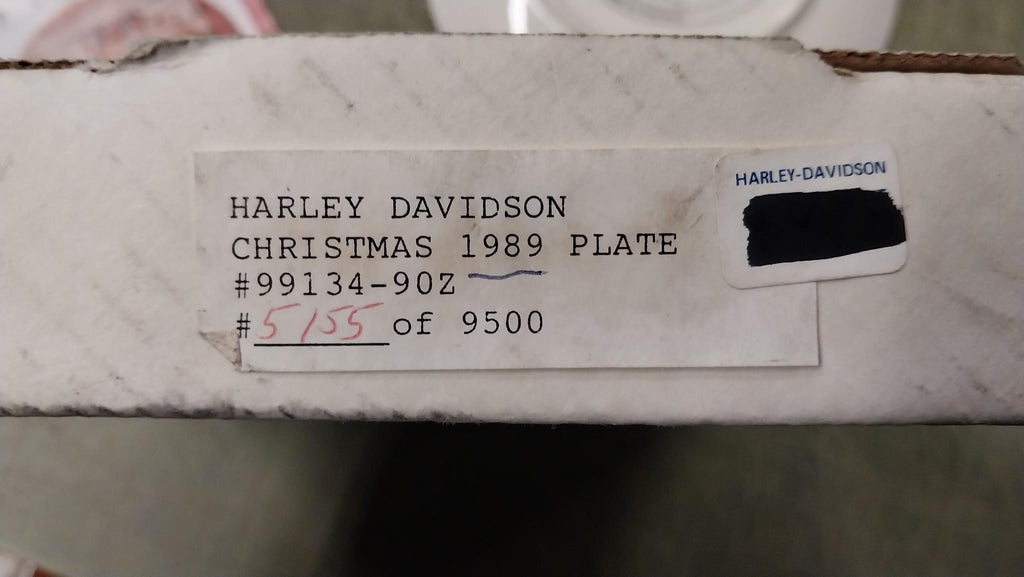 HARLEY DAVIDSON
CHRISTMAS 1989 PLATE
#99134-90Z
#5155 of 9500
HARLEY-DAVIDSON